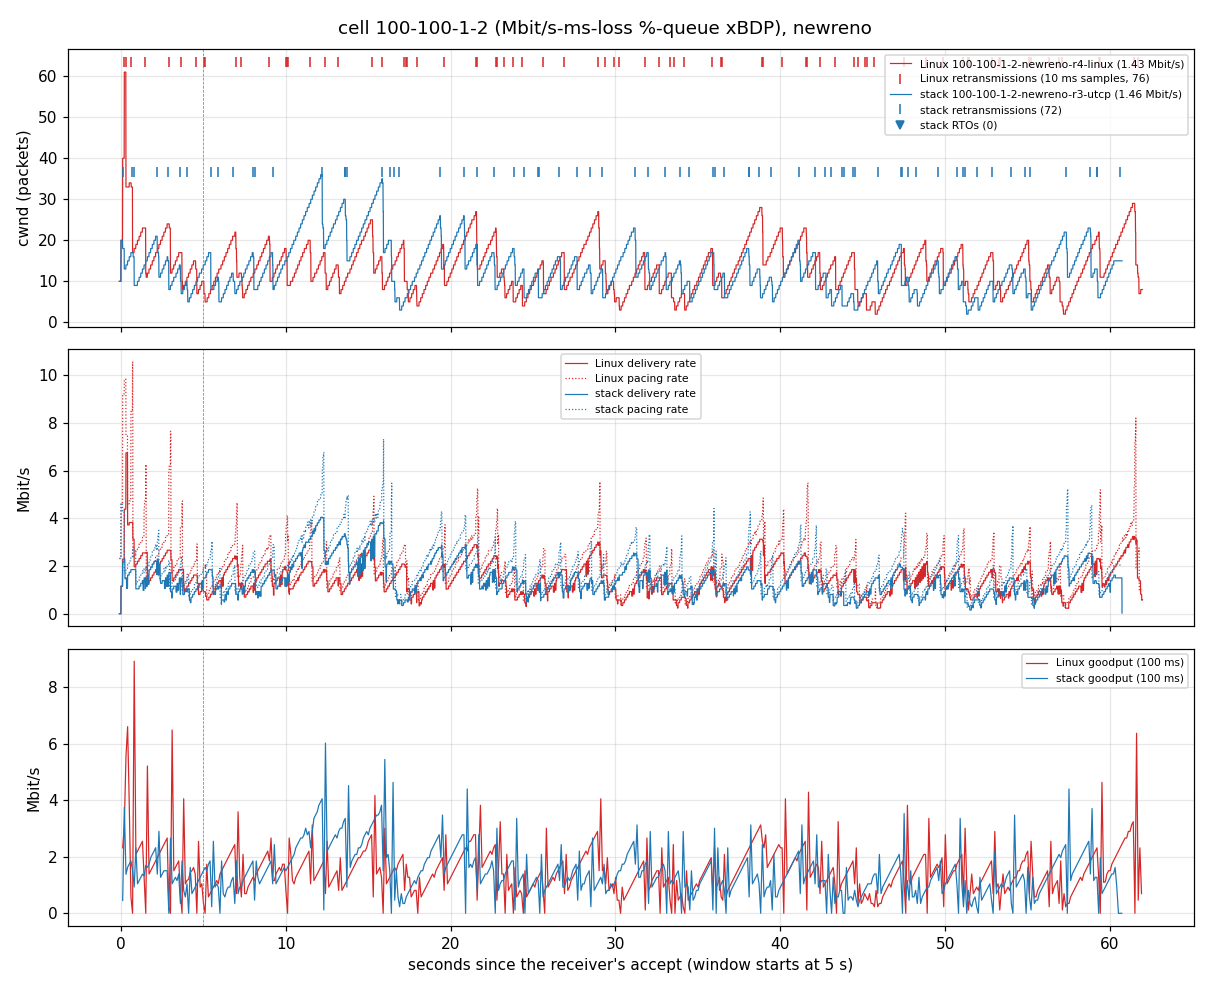 cell 100-100-1-2 (Mbit/s-ms-loss %-queue xBDP), newreno
cwnd (packets)
60
50
40
30
20
10
0
Linux 100-100-1-2-newreno-r4-linux (1.43 Mbit/s)
Linux retransmissions (10 ms samples, 76)
stack 100-100-1-2-newreno-r3-utcp (1.46 Mbit/s)
stack retransmissions (72)
stack RTOs (0)
Mbit/s
10
8
6
4
2
0
Linux delivery rate
Linux pacing rate
stack delivery rate
stack pacing rate
Mbit/s
8
6
4
2
0
Linux goodput (100 ms)
stack goodput (100 ms)
0 10 20 30 40 50 60
seconds since the receiver's accept (window starts at 5 s)